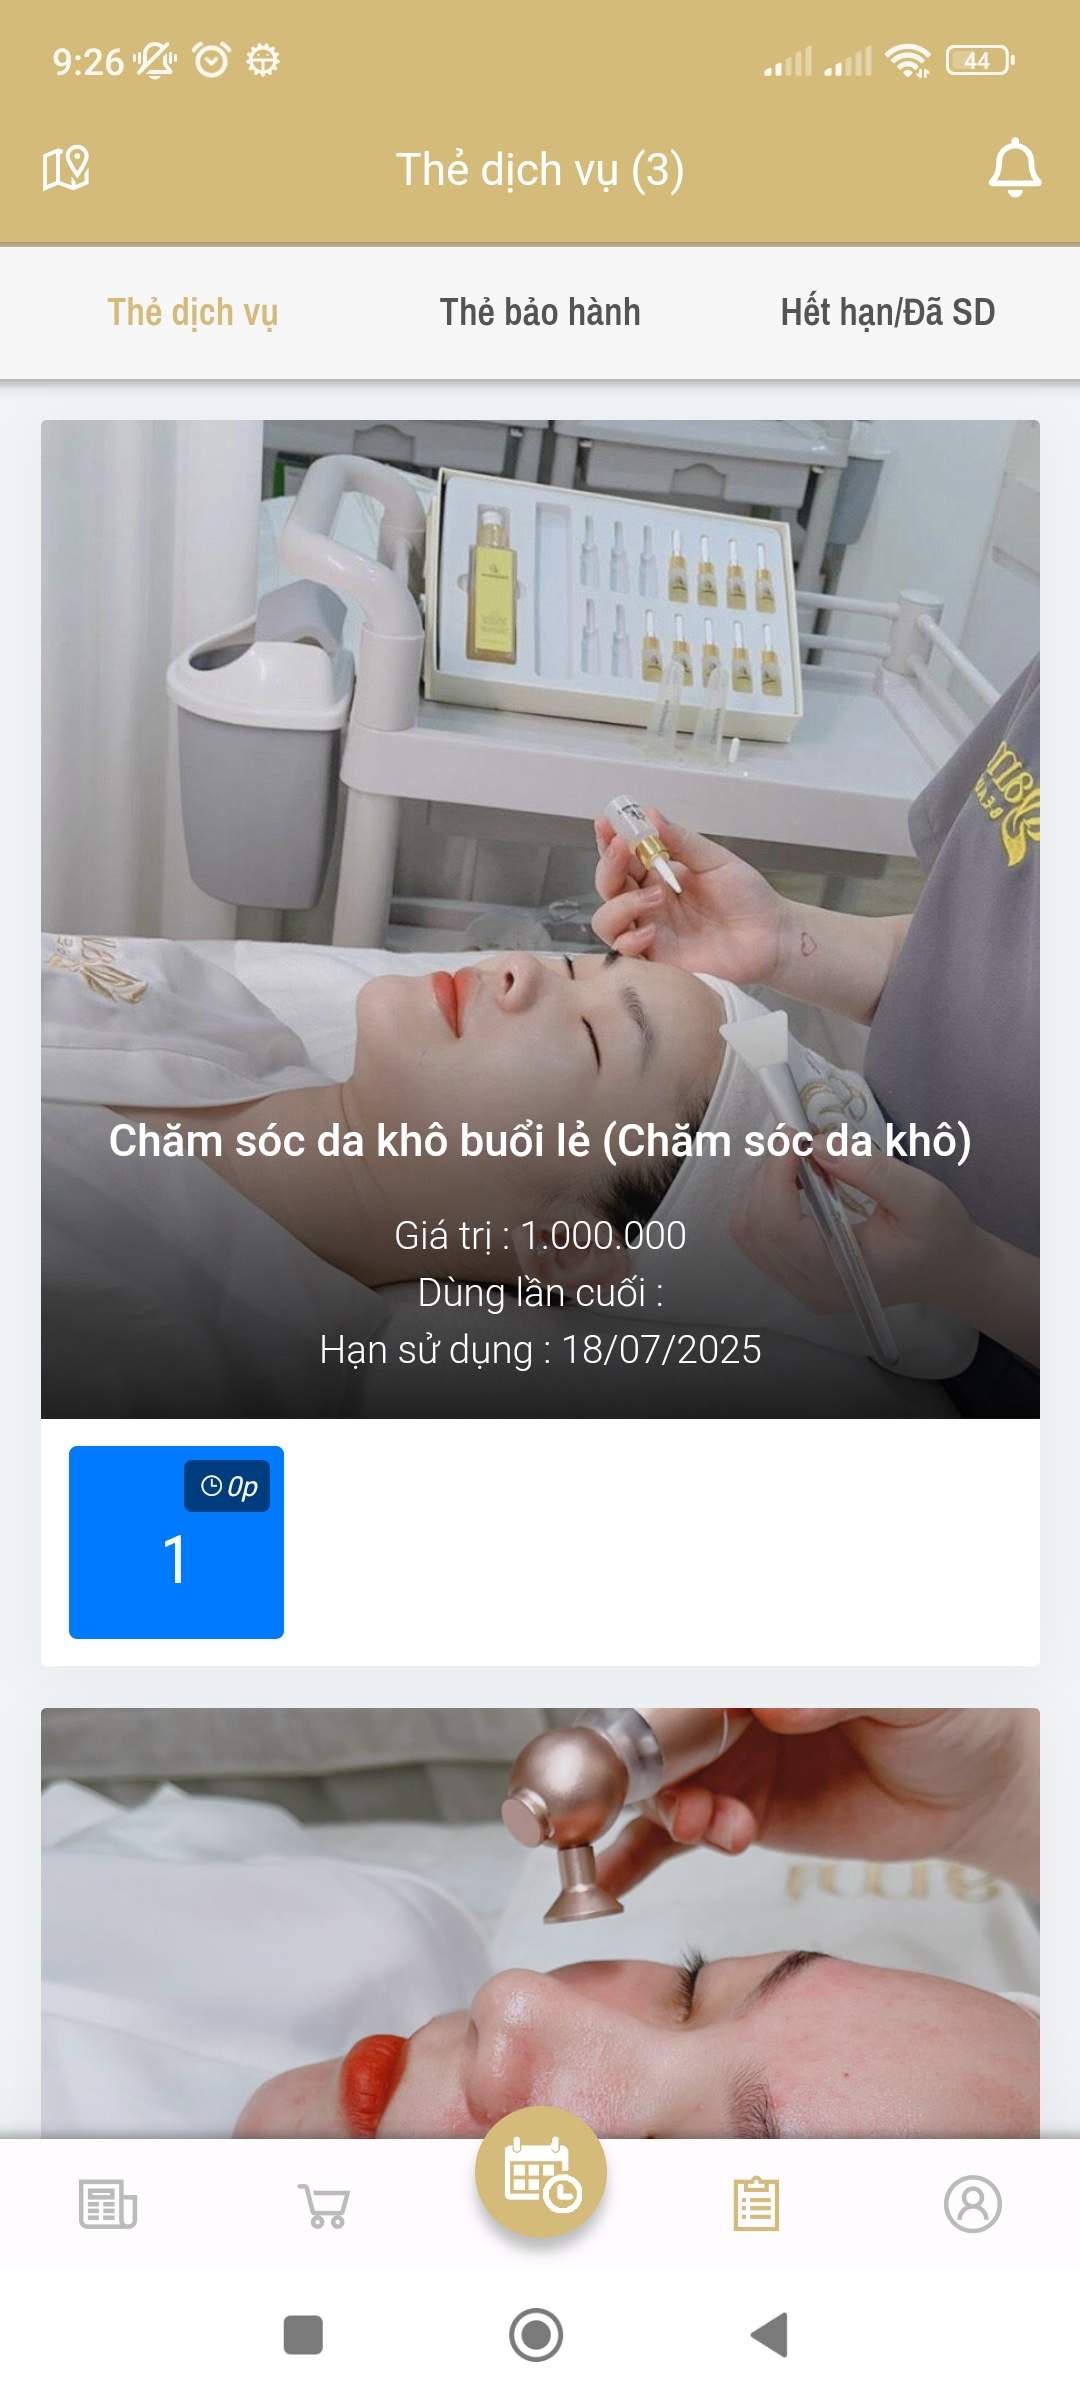 9:26
44
Thẻ dịch vụ (3)
Thẻ dịch vụ
Thẻ bảo hành
Hết hạn/Đã SD
Chăm sóc da khô buổi lẻ (Chăm sóc da khô)
Giá trị : 1.000.000
Dùng lần cuối :
Hạn sử dụng : 18/07/2025
0p
1